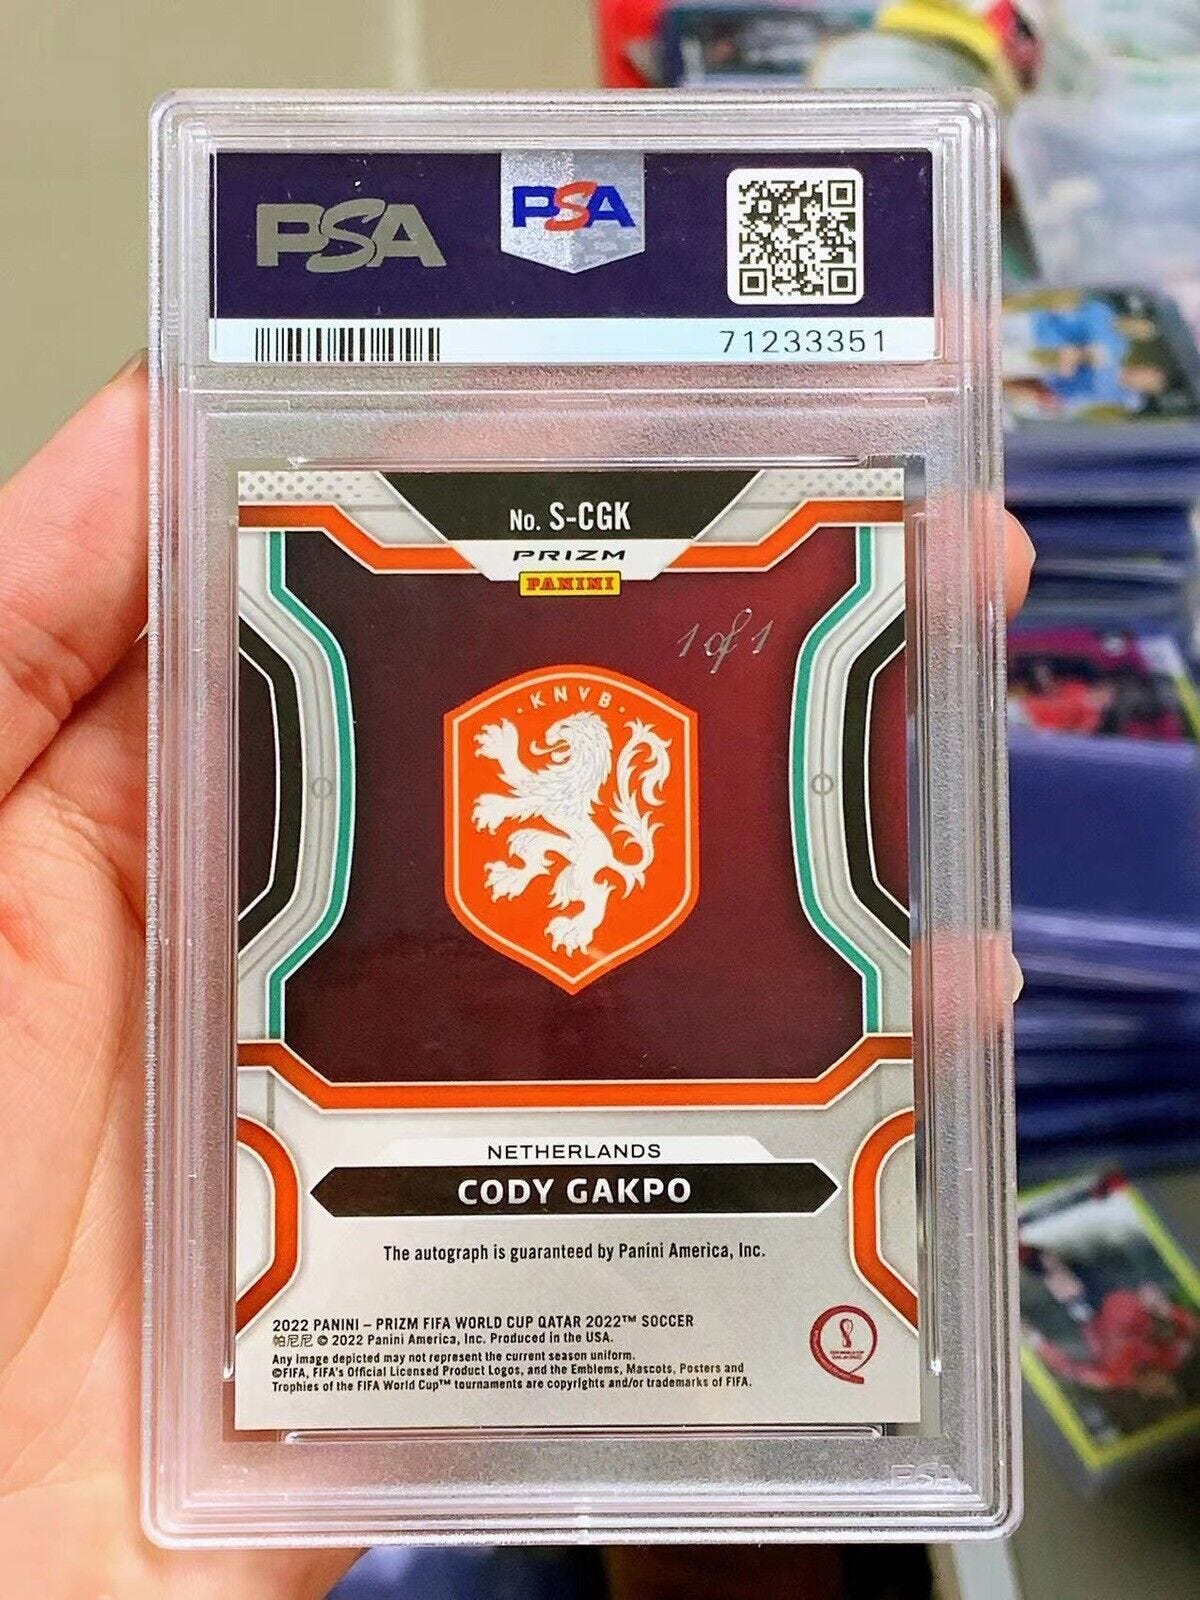 PSA
PSA
71233351
No. S-CGK
PRIZM
PANINI
1 of 1
KNVB
NETHERLANDS
CODY GAKPO
The autograph is guaranteed by Panini America, Inc.
2022 PANINI – PRIZM FIFA WORLD CUP QATAR 2022™ SOCCER
帕尼尼 © 2022 Panini America, Inc. Produced in the USA.
Any image depicted may not represent the current season uniform.
©FIFA, FIFA's Official Licensed Product Logos, and the Emblems, Mascots, Posters and
Trophies of the FIFA World Cup™ tournaments are copyrights and/or trademarks of FIFA.
PSA